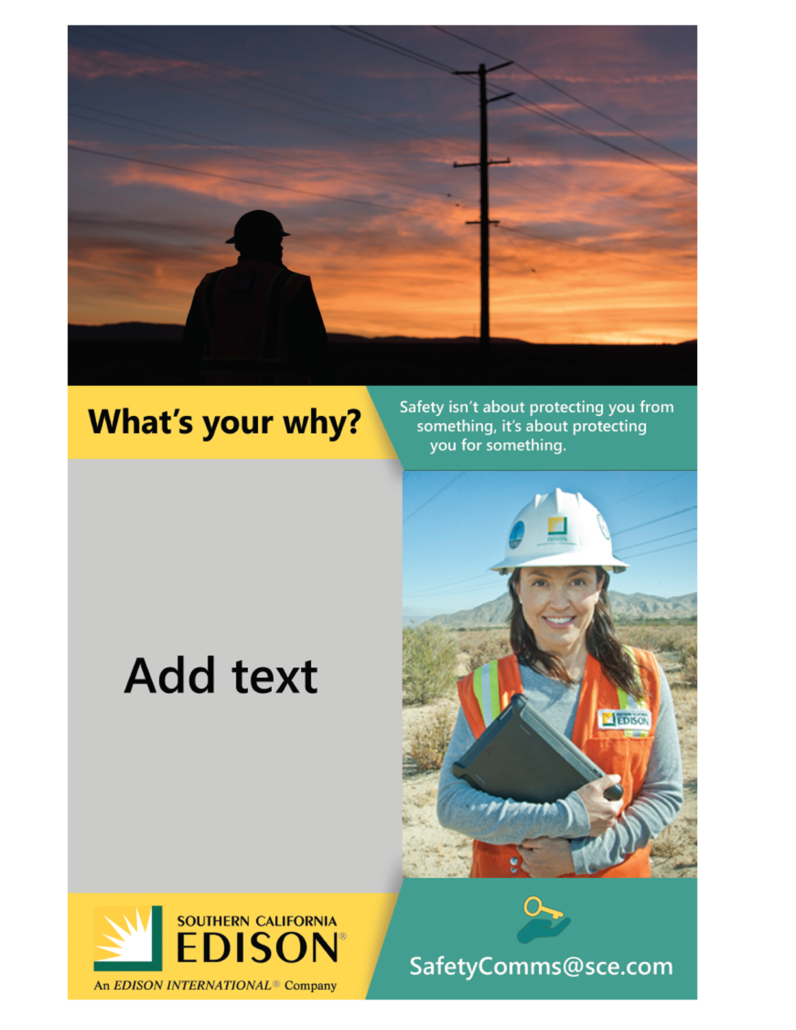 What's your why?
Safety isn't about protecting you from
something, it's about protecting
you for something.
EDISON
Add text
EDISON
SOUTHERN CALIFORNIA
EDISON®
An EDISON INTERNATIONAL® Company
SafetyComms@sce.com